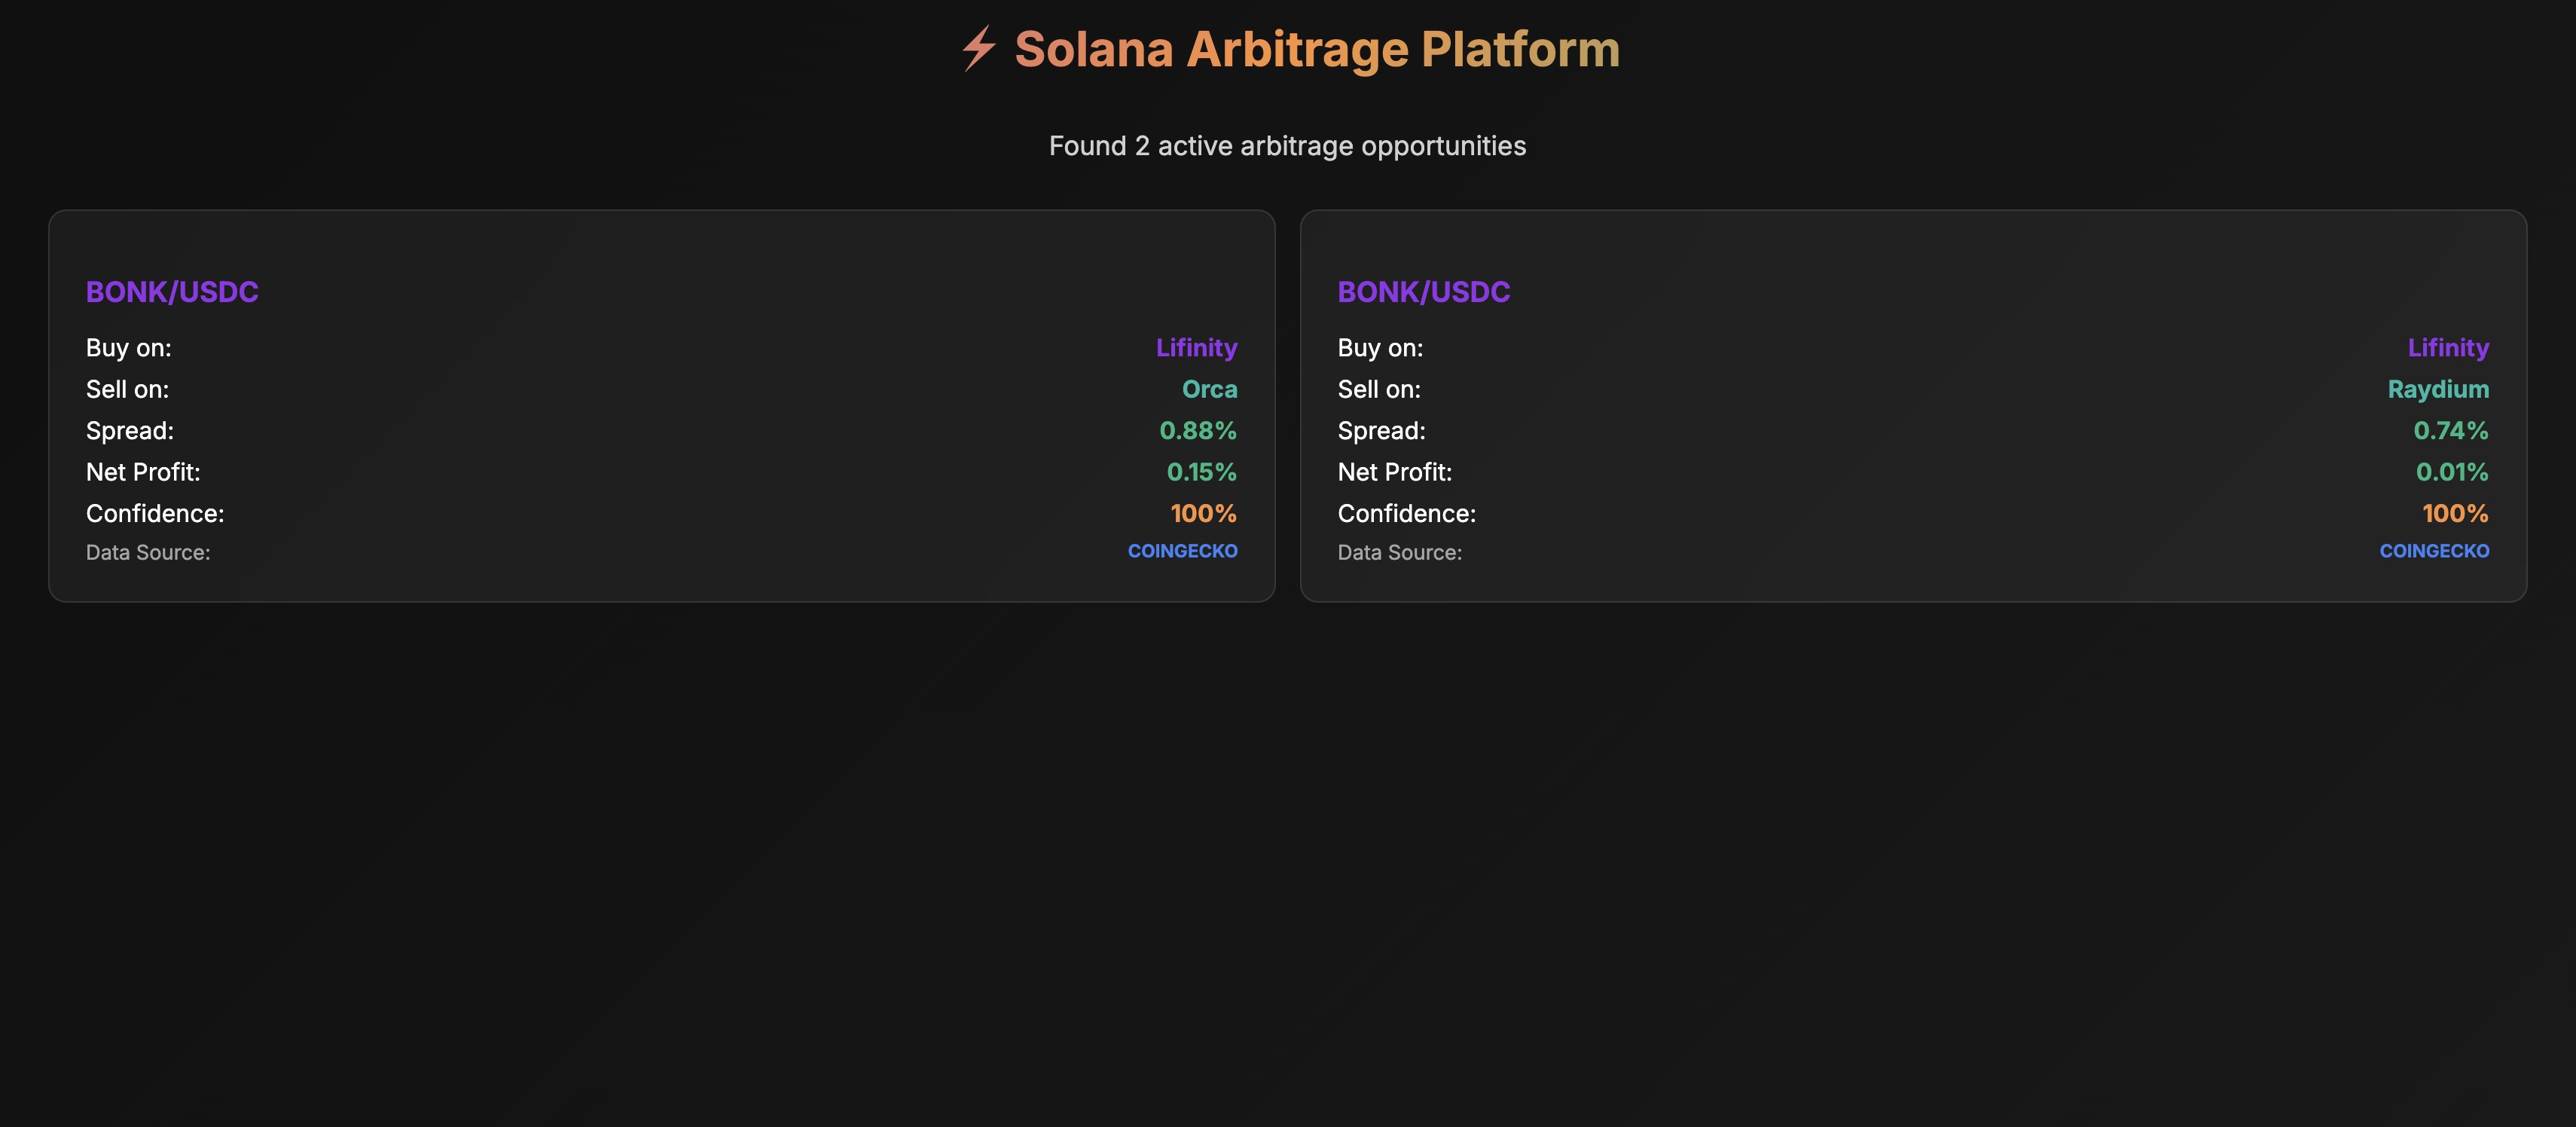 ⚡ Solana Arbitrage Platform
Found 2 active arbitrage opportunities
BONK/USDC
Buy on: Lifinity
Sell on: Orca
Spread: 0.88%
Net Profit: 0.15%
Confidence: 100%
Data Source: COINGECKO
BONK/USDC
Buy on: Lifinity
Sell on: Raydium
Spread: 0.74%
Net Profit: 0.01%
Confidence: 100%
Data Source: COINGECKO